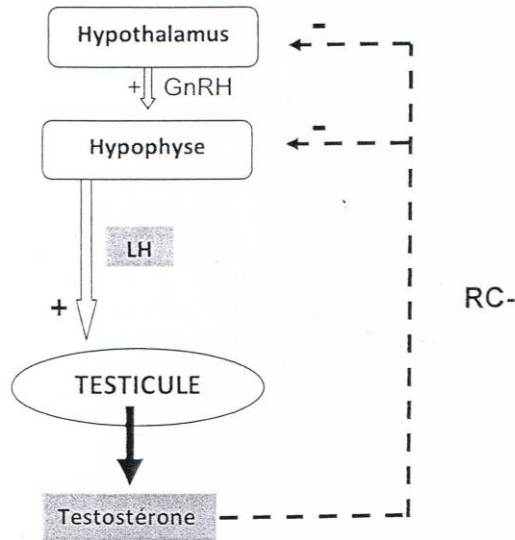 Hypothalamus
-
+ GnRH
-
Hypophyse
LH
+
RC-
TESTICULE
Testostérone